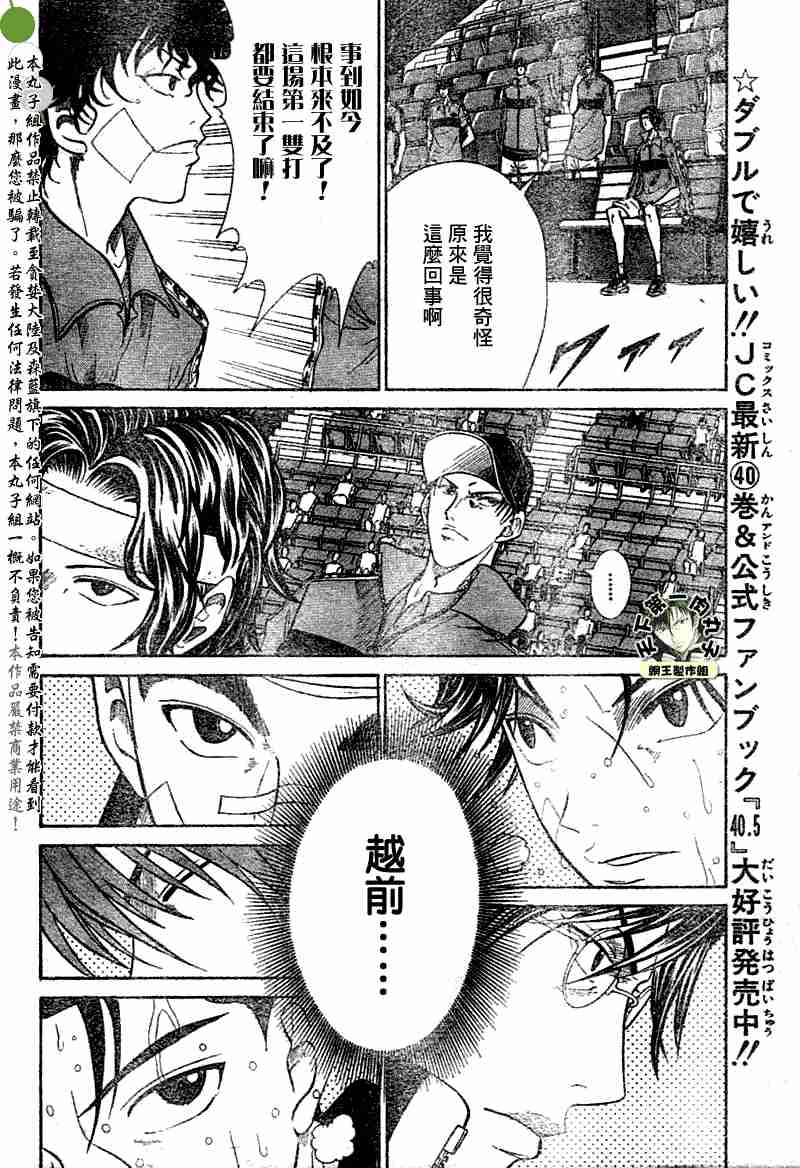 我覺得很奇怪
原來是
這麼回事啊
ワァァァ
事到如今
根本來不及了！
這場第一雙打
都要結束了嘛！
……
越前……
☆ダブルで嬉しい!!JC最新㊵巻&公式ファンブック『40.5』大好評発売中!!
うれ
コミックス さいしん
かん アンド こうしき
だいこうひょうはつばいちゅう
天下第一
網王製作組
本丸子組作品禁止轉載至貪婪大陸及森藍旗下的任何網站。如果您被告知需要付款才能看到
此漫畫，那麼您被騙了。若發生任何法律問題，本丸子組一概不負責！本作品嚴禁商業用途！